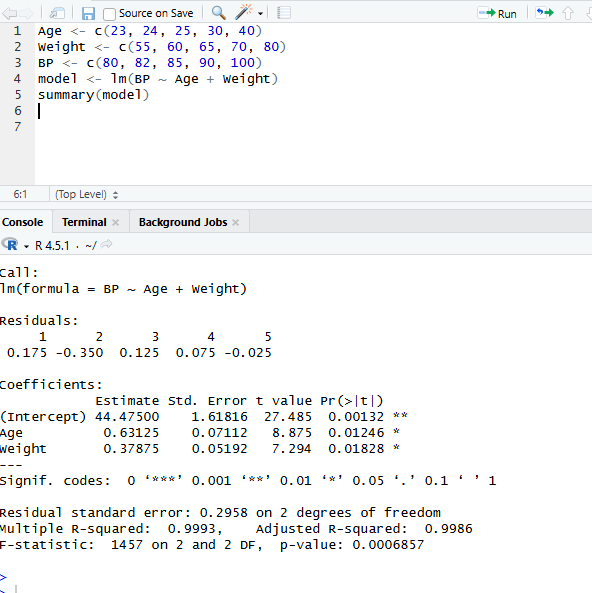 Source on Save Run
1 Age <- c(23, 24, 25, 30, 40)
2 Weight <- c(55, 60, 65, 70, 80)
3 BP <- c(80, 82, 85, 90, 100)
4 model <- lm(BP ~ Age + Weight)
5 summary(model)
6
7
6:1 (Top Level)
Console Terminal Background Jobs
R R 4.5.1 · ~/
Call:
lm(formula = BP ~ Age + Weight)
Residuals:
1 2 3 4 5
0.175 -0.350 0.125 0.075 -0.025
Coefficients:
Estimate Std. Error t value Pr(>|t|)
(Intercept) 44.47500 1.61816 27.485 0.00132 **
Age 0.63125 0.07112 8.875 0.01246 *
Weight 0.37875 0.05192 7.294 0.01828 *
---
Signif. codes: 0 ‘***’ 0.001 ‘**’ 0.01 ‘*’ 0.05 ‘.’ 0.1 ‘ ’ 1
Residual standard error: 0.2958 on 2 degrees of freedom
Multiple R-squared: 0.9993, Adjusted R-squared: 0.9986
F-statistic: 1457 on 2 and 2 DF, p-value: 0.0006857
>
>